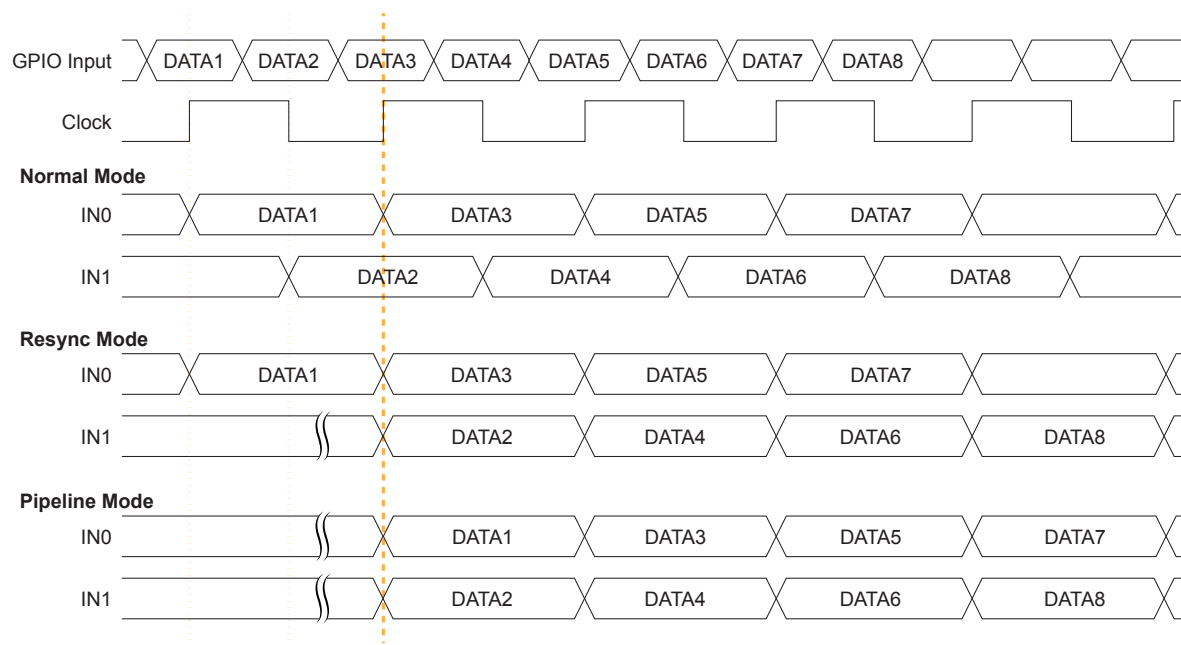 GPIO Input DATA1 DATA2 DATA3 DATA4 DATA5 DATA6 DATA7 DATA8
Clock
Normal Mode
IN0 DATA1 DATA3 DATA5 DATA7
IN1 DATA2 DATA4 DATA6 DATA8
Resync Mode
IN0 DATA1 DATA3 DATA5 DATA7
IN1 DATA2 DATA4 DATA6 DATA8
Pipeline Mode
IN0 DATA1 DATA3 DATA5 DATA7
IN1 DATA2 DATA4 DATA6 DATA8